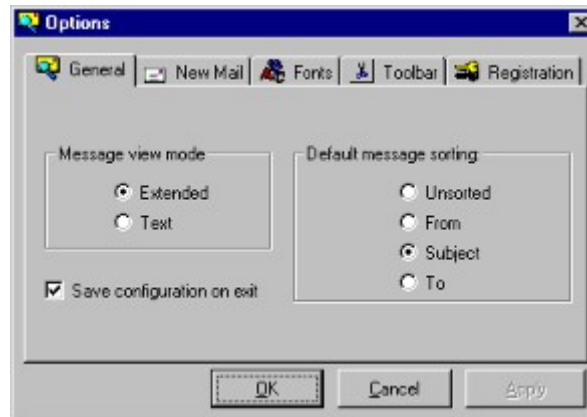 Options
General New Mail Fonts Toolbar Registration
Message view mode
Extended
Text
Save configuration on exit
Default message sorting
Unsorted
From
Subject
To
OK Cancel Apply